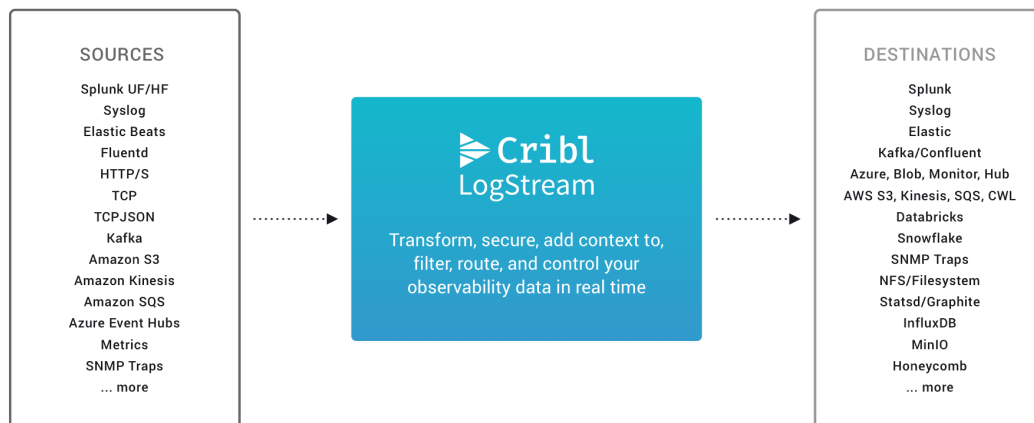 SOURCES
Splunk UF/HF
Syslog
Elastic Beats
Fluentd
HTTP/S
TCP
TCPJSON
Kafka
Amazon S3
Amazon Kinesis
Amazon SQS
Azure Event Hubs
Metrics
SNMP Traps
... more
Cribl
LogStream
Transform, secure, add context to,
filter, route, and control your
observability data in real time
DESTINATIONS
Splunk
Syslog
Elastic
Kafka/Confluent
Azure, Blob, Monitor, Hub
AWS S3, Kinesis, SQS, CWL
Databricks
Snowflake
SNMP Traps
NFS/Filesystem
Statsd/Graphite
InfluxDB
MinIO
Honeycomb
... more